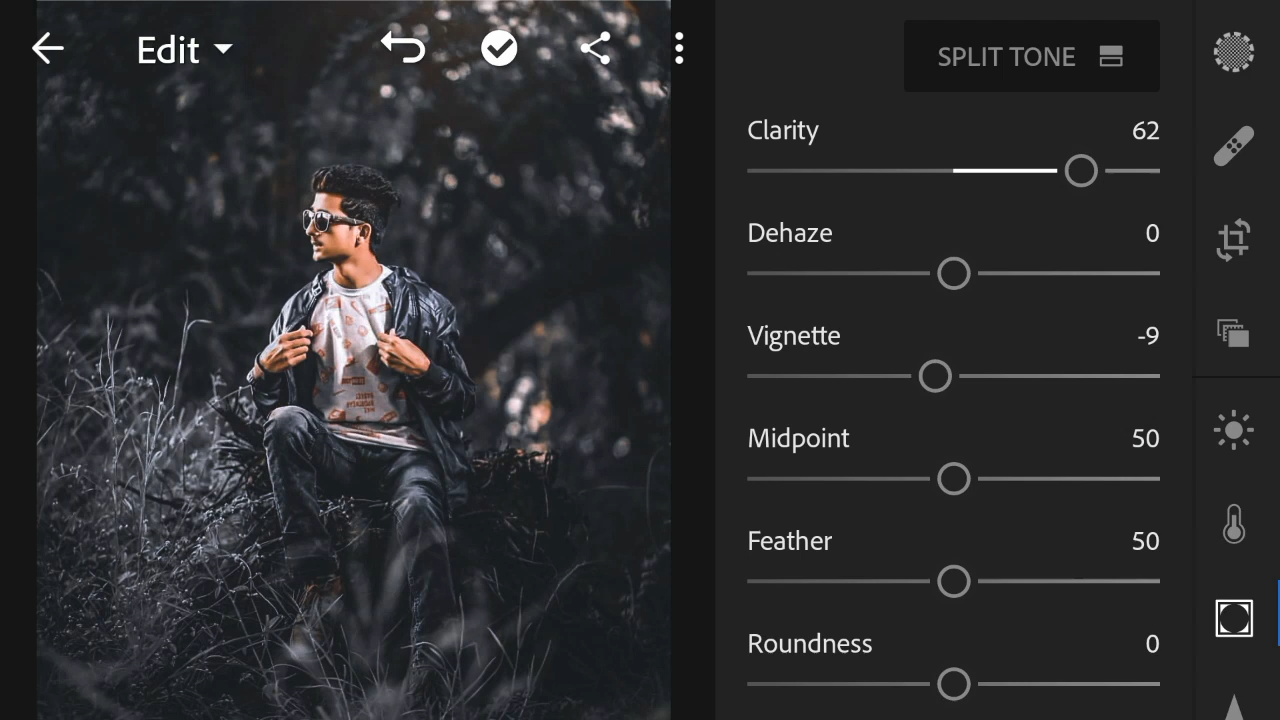 Edit
SPLIT TONE
Clarity 62
Dehaze 0
Vignette -9
Midpoint 50
Feather 50
Roundness 0